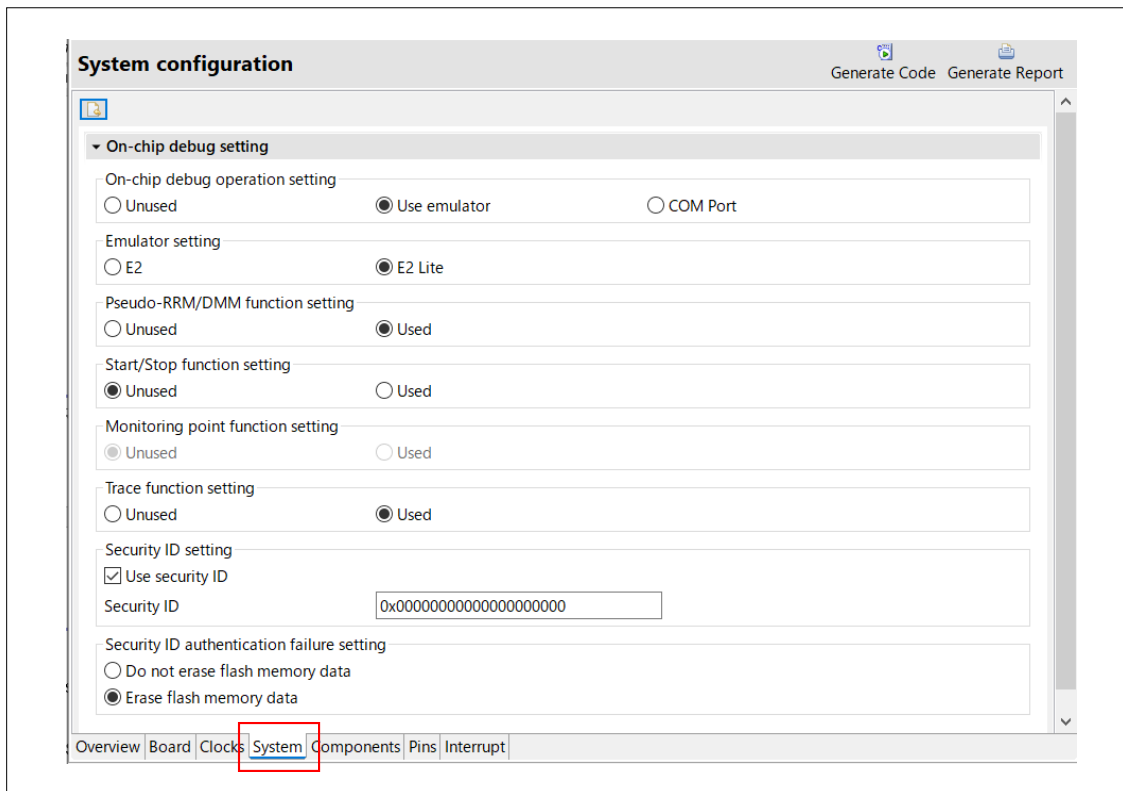 System configuration
Generate Code Generate Report
On-chip debug setting
On-chip debug operation setting
Unused Use emulator COM Port
Emulator setting
E2 E2 Lite
Pseudo-RRM/DMM function setting
Unused Used
Start/Stop function setting
Unused Used
Monitoring point function setting
Unused Used
Trace function setting
Unused Used
Security ID setting
Use security ID
Security ID 0x00000000000000000000
Security ID authentication failure setting
Do not erase flash memory data
Erase flash memory data
Overview Board Clocks System Components Pins Interrupt